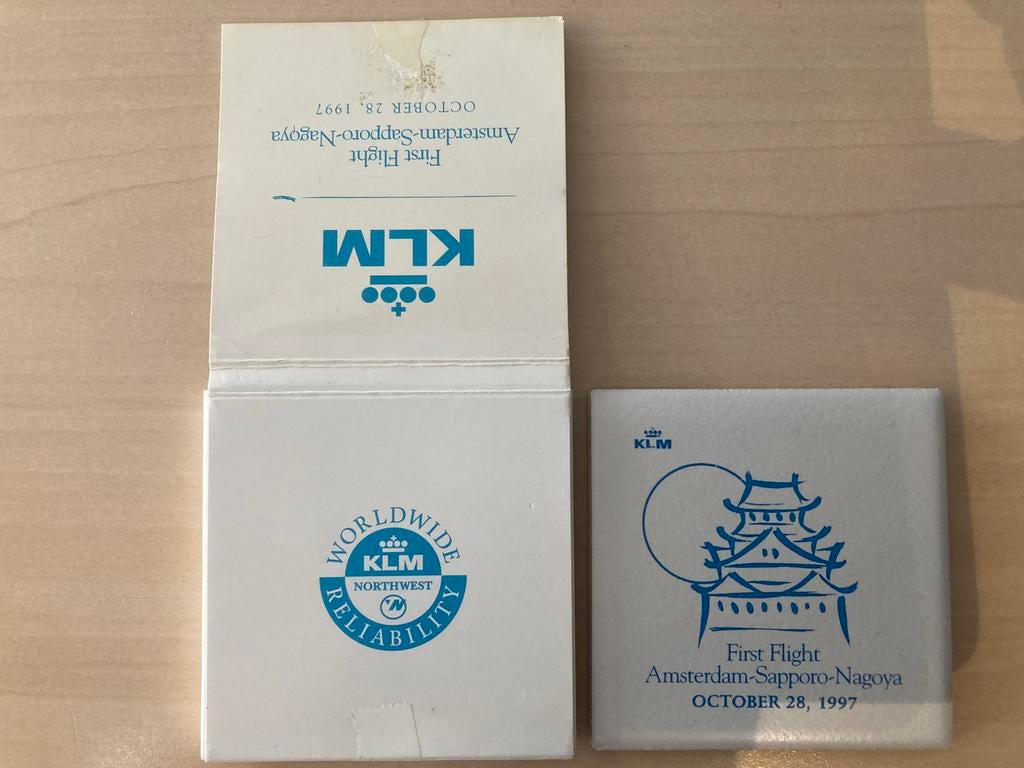 KLM
First Flight
Amsterdam-Sapporo-Nagoya
OCTOBER 28, 1997
WORLDWIDE
KLM
NORTHWEST
N
RELIABILITY
KLM
First Flight
Amsterdam-Sapporo-Nagoya
OCTOBER 28, 1997